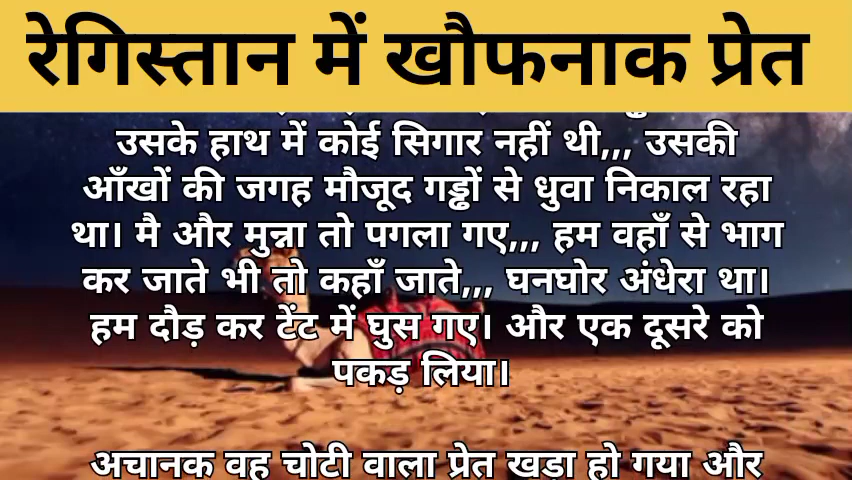 रेगिस्तान में खौफनाक प्रेत
उसके हाथ में कोई सिगार नहीं थी,,, उसकी
आँखों की जगह मौजूद गड्ढों से धुवा निकाल रहा
था। मै और मुन्ना तो पगला गए,,, हम वहाँ से भाग
कर जाते भी तो कहाँ जाते,,, घनघोर अंधेरा था।
हम दौड़ कर टेंट में घुस गए। और एक दूसरे को
पकड़ लिया।
अचानक वह चोटी वाला प्रेत खड़ा हो गया और